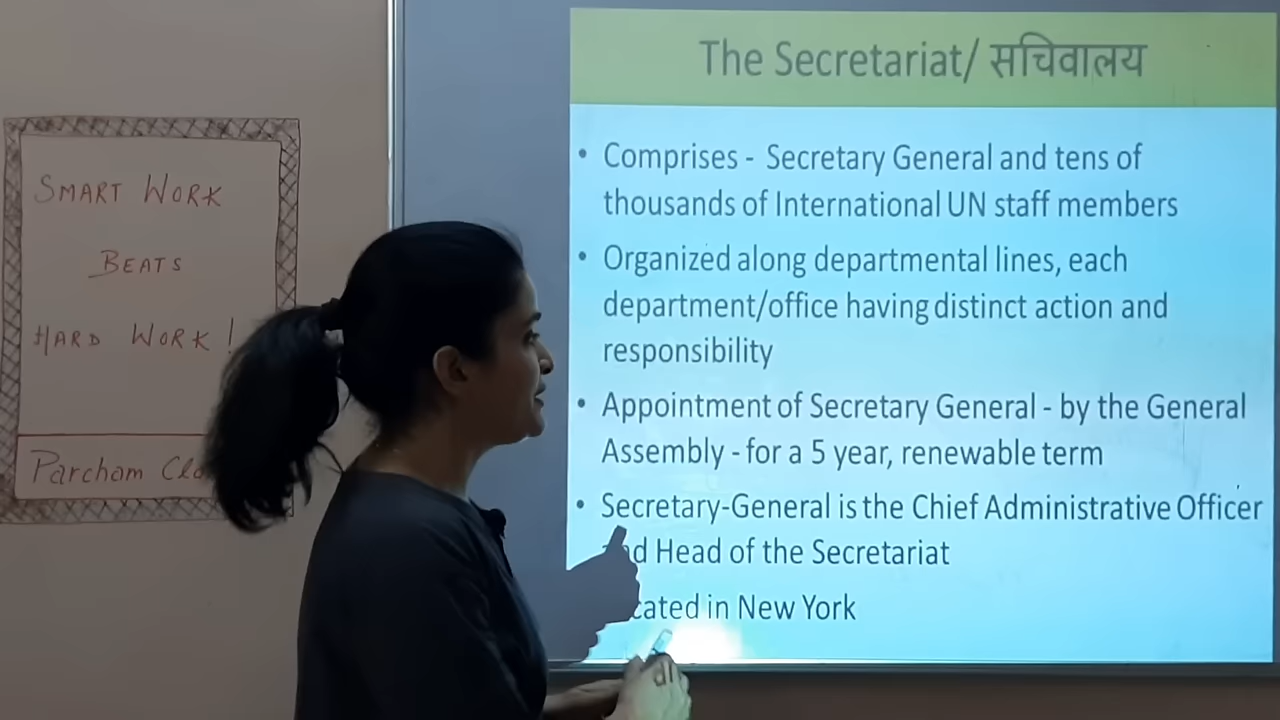 SMART WORK
BEATS
HARD WORK!
Parcham
The Secretariat/ सचिवालय
• Comprises - Secretary General and tens of
thousands of International UN staff members
• Organized along departmental lines, each
department/office having distinct action and
responsibility
• Appointment of Secretary General - by the General
Assembly - for a 5 year, renewable term
• Secretary-General is the Chief Administrative Officer
Head of the Secretariat
in New York